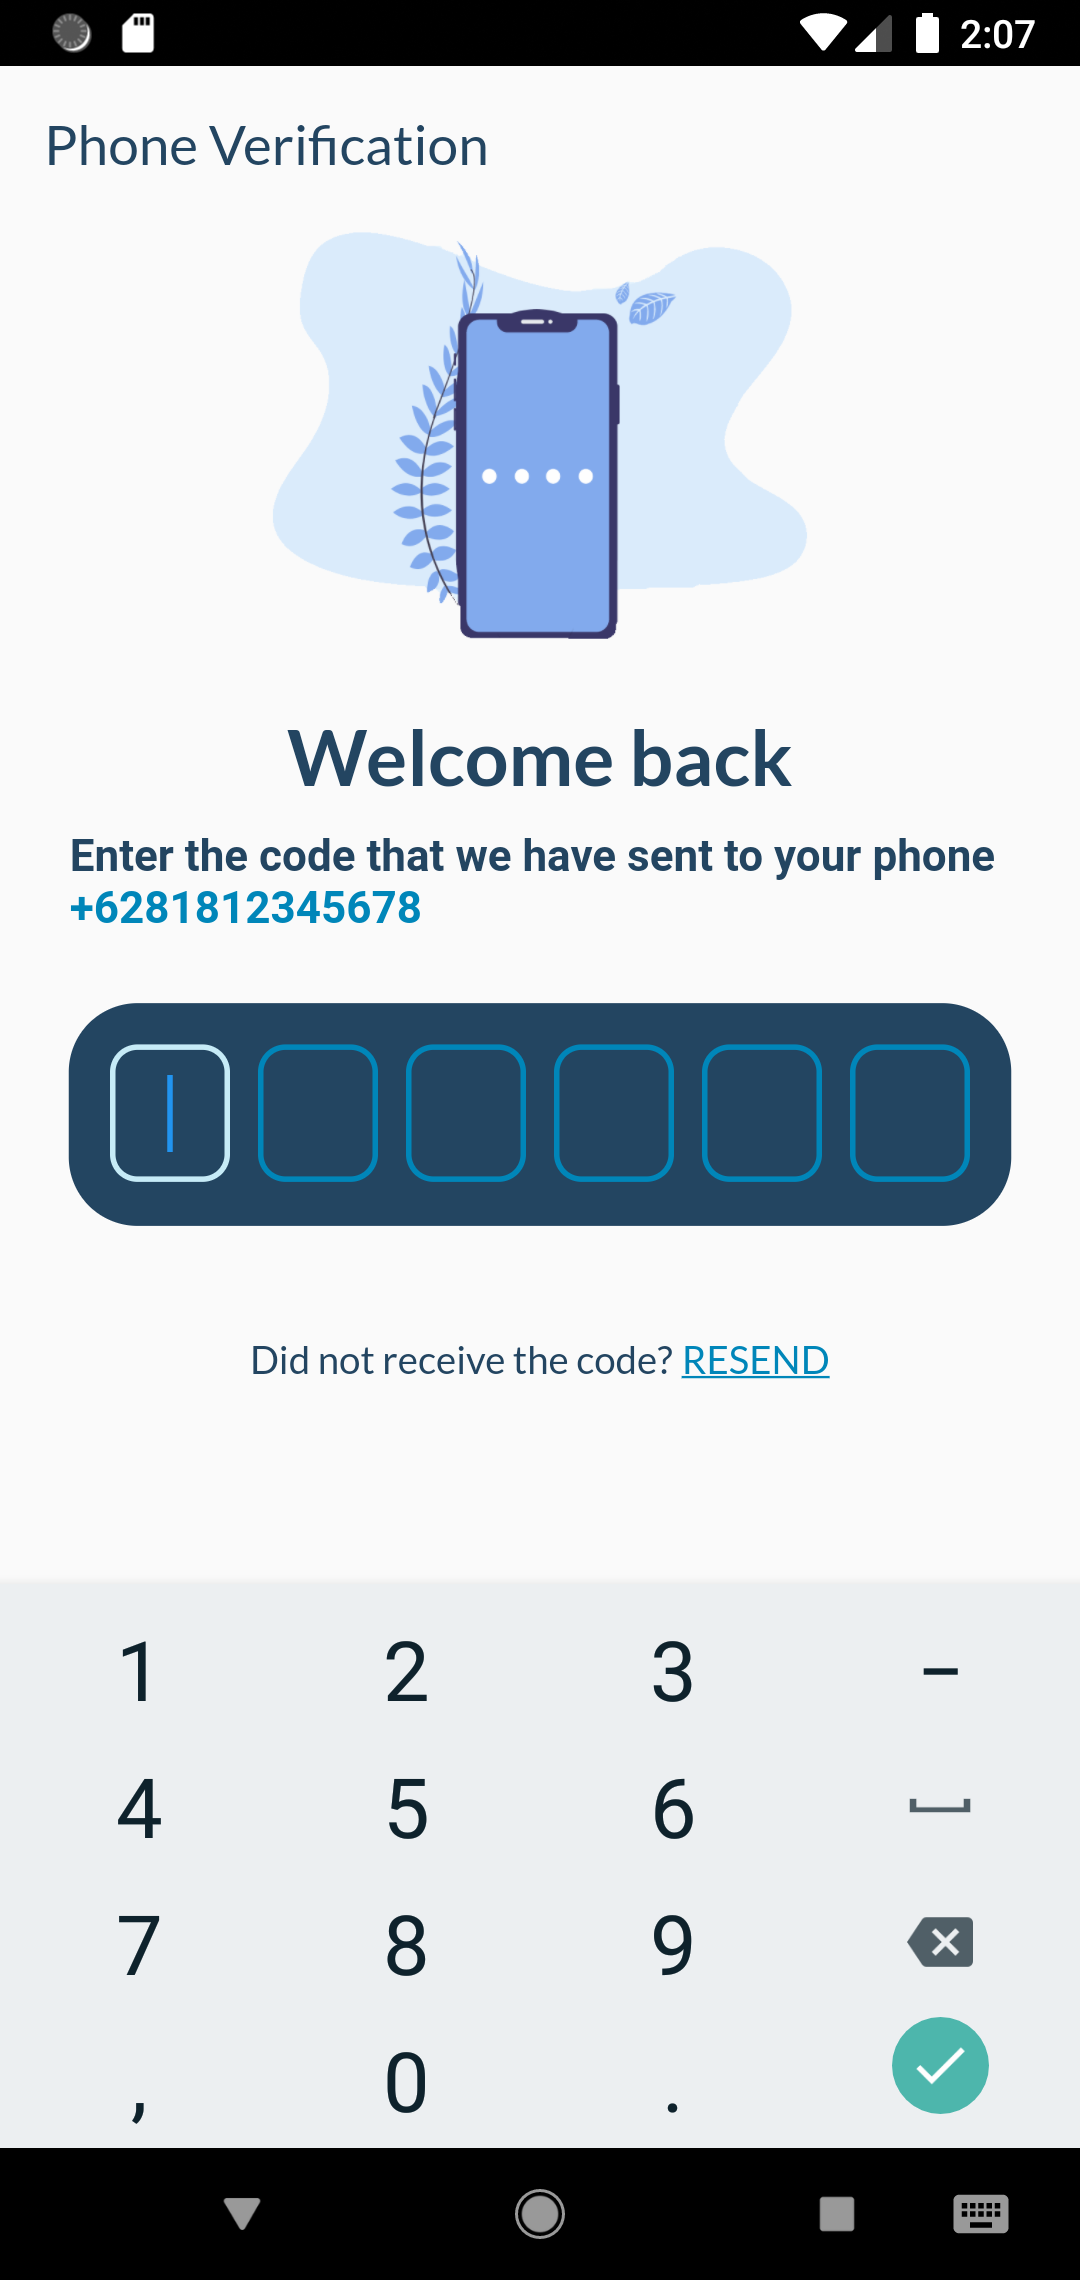 2:07
Phone Verification
Welcome back
Enter the code that we have sent to your phone
+6281812345678
Did not receive the code? RESEND
1 2 3 –
4 5 6
7 8 9
, 0 .